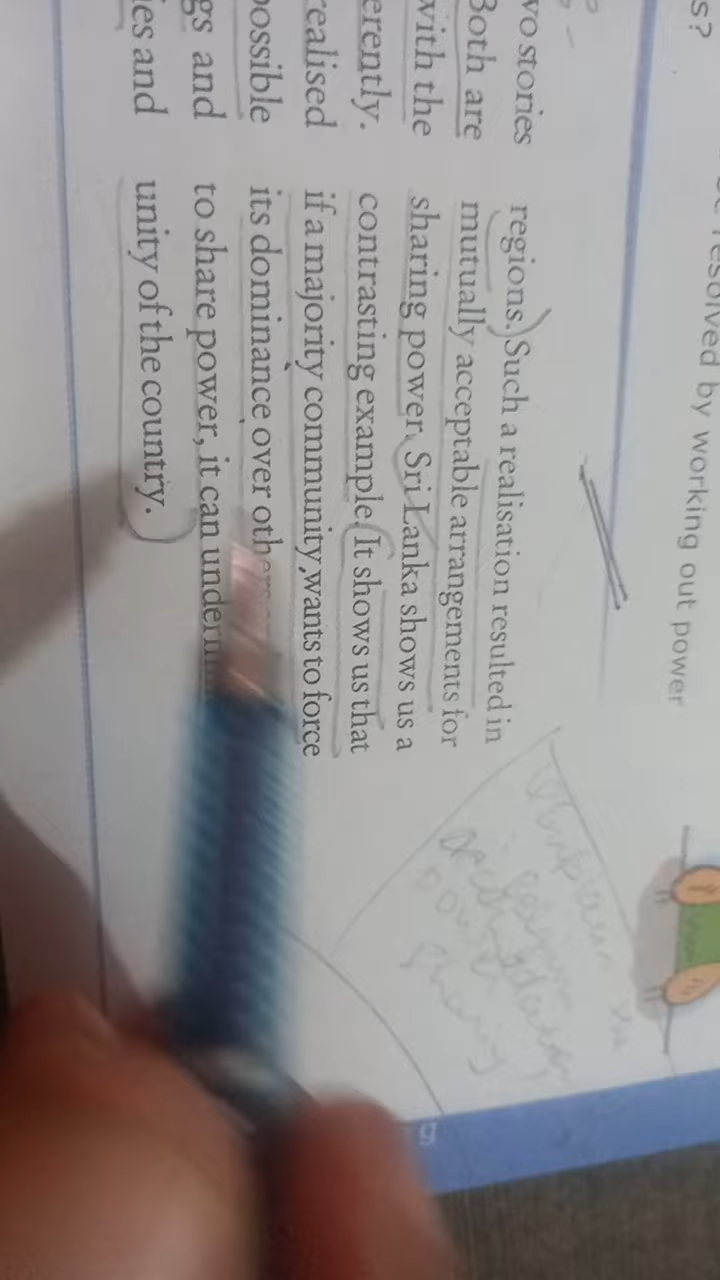 s?
resolved by working out power
vo stories
Both are
with the
erently.
realised
possible
gs and
ies and
regions. Such a realisation resulted in
mutually acceptable arrangements for
sharing power. Sri Lanka shows us a
contrasting example. It shows us that
if a majority community wants to force
its dominance over
to share power, it can
unity of the country.
sharing
5